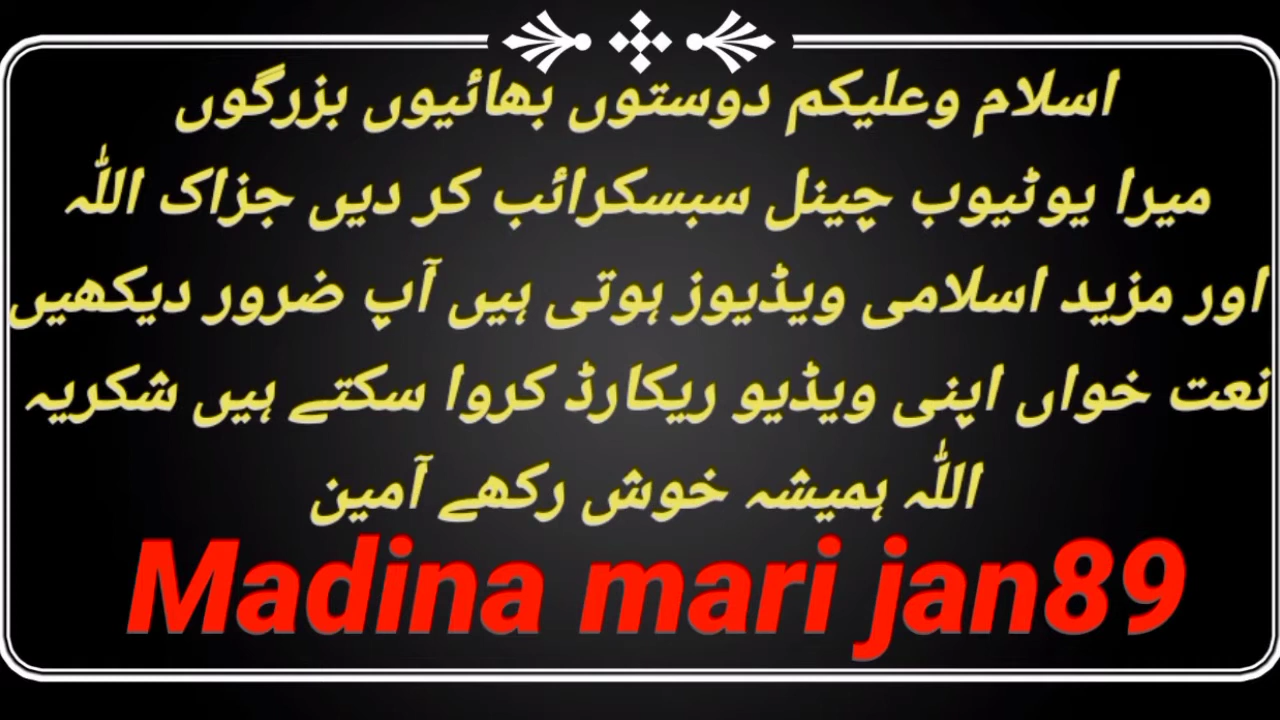 اسلام وعلیکم دوستوں بھائیوں بزرگوں
میرا یوٹیوب چینل سبسکرائب کر دیں جزاک اللہ
اور مزید اسلامی ویڈیوز ہوتی ہیں آپ ضرور دیکھیں
نعت خواں اپنی ویڈیو ریکارڈ کروا سکتے ہیں شکریہ
اللہ ہمیشہ خوش رکھے آمین
Madina mari jan89